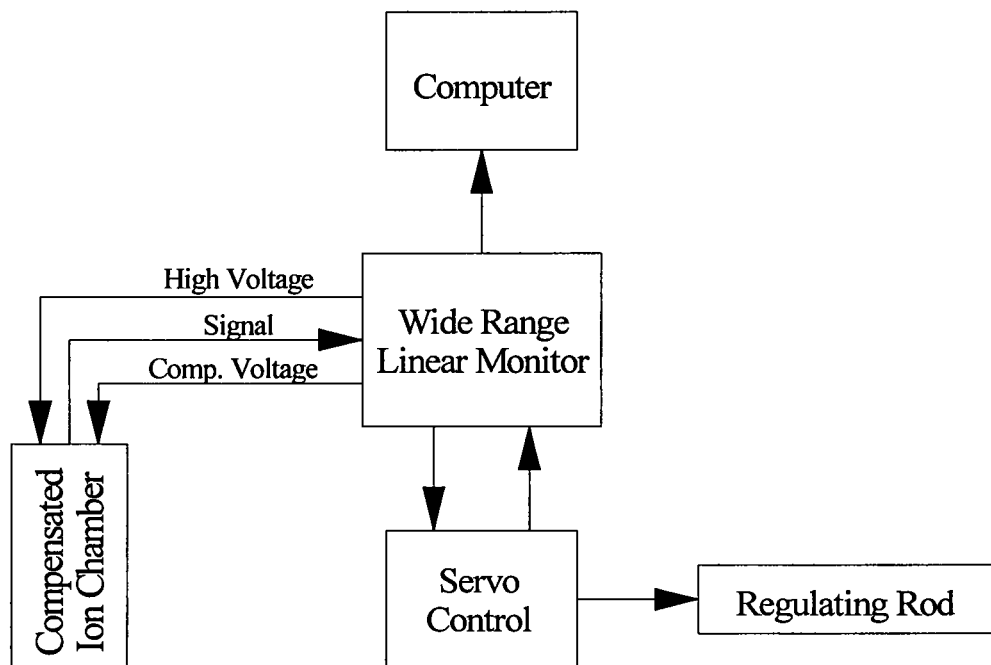 Computer
High Voltage
Signal
Comp. Voltage
Wide Range
Linear Monitor
Compensated
Ion Chamber
Servo
Control
Regulating Rod